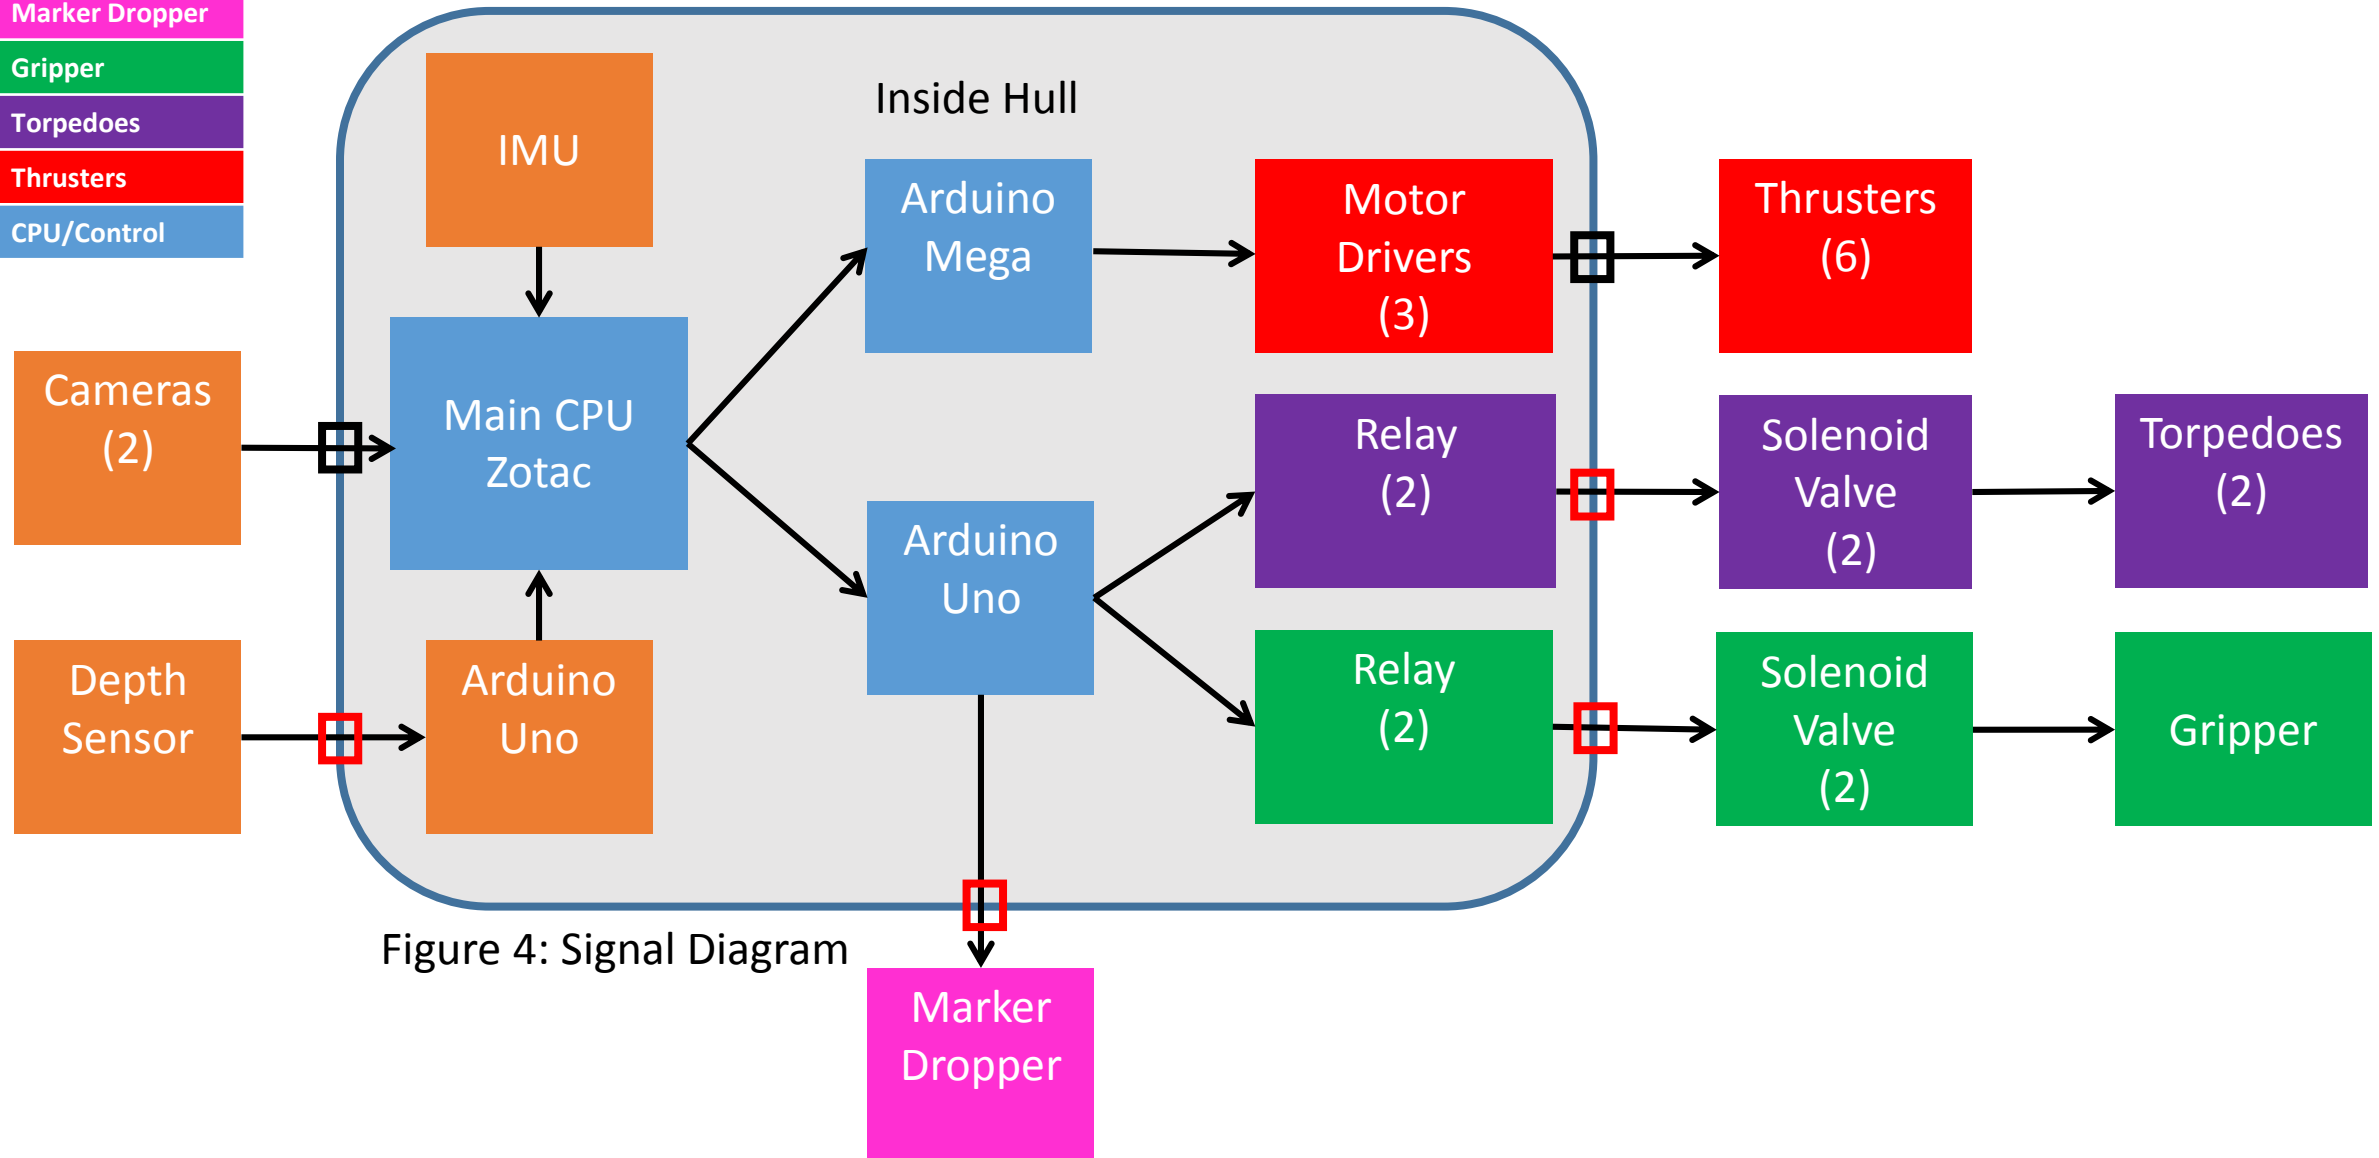 Marker Dropper
Gripper
Torpedoes
Thrusters
CPU/Control
Inside Hull
IMU
Arduino
Mega
Motor
Drivers
(3)
Thrusters
(6)
Cameras
(2)
Main CPU
Zotac
Relay
(2)
Solenoid
Valve
(2)
Torpedoes
(2)
Arduino
Uno
Depth
Sensor
Arduino
Uno
Relay
(2)
Solenoid
Valve
(2)
Gripper
Figure 4: Signal Diagram
Marker
Dropper